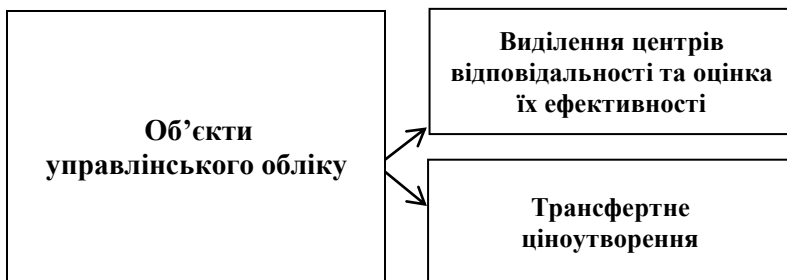 Об’єкти
управлінського обліку
Виділення центрів
відповідальності та оцінка
їх ефективності
Трансфертне
ціноутворення